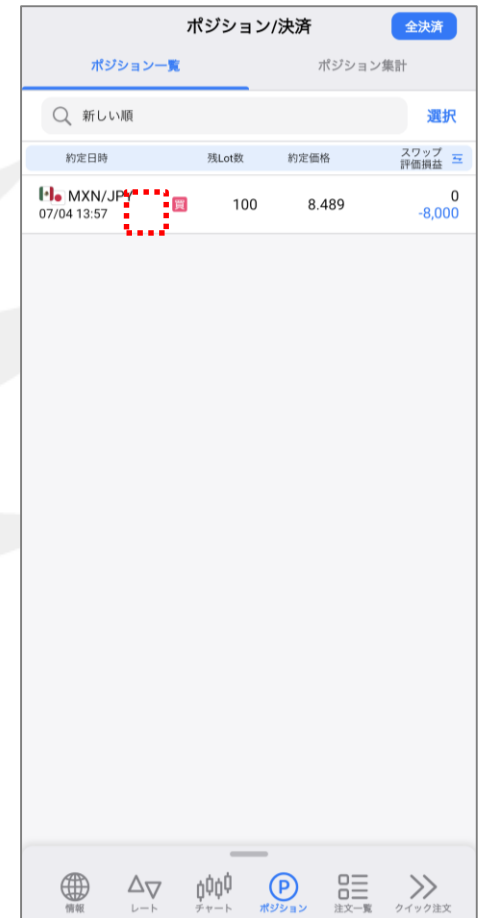 ポジション/決済 全決済
ポジション一覧 ポジション集計
新しい順 選択
約定日時 残Lot数 約定価格 スワップ
評価損益
MXN/JPY 買 100 8.489 0
07/04 13:57 -8,000
情報 レート チャート P ポジション 注文一覧 クイック注文